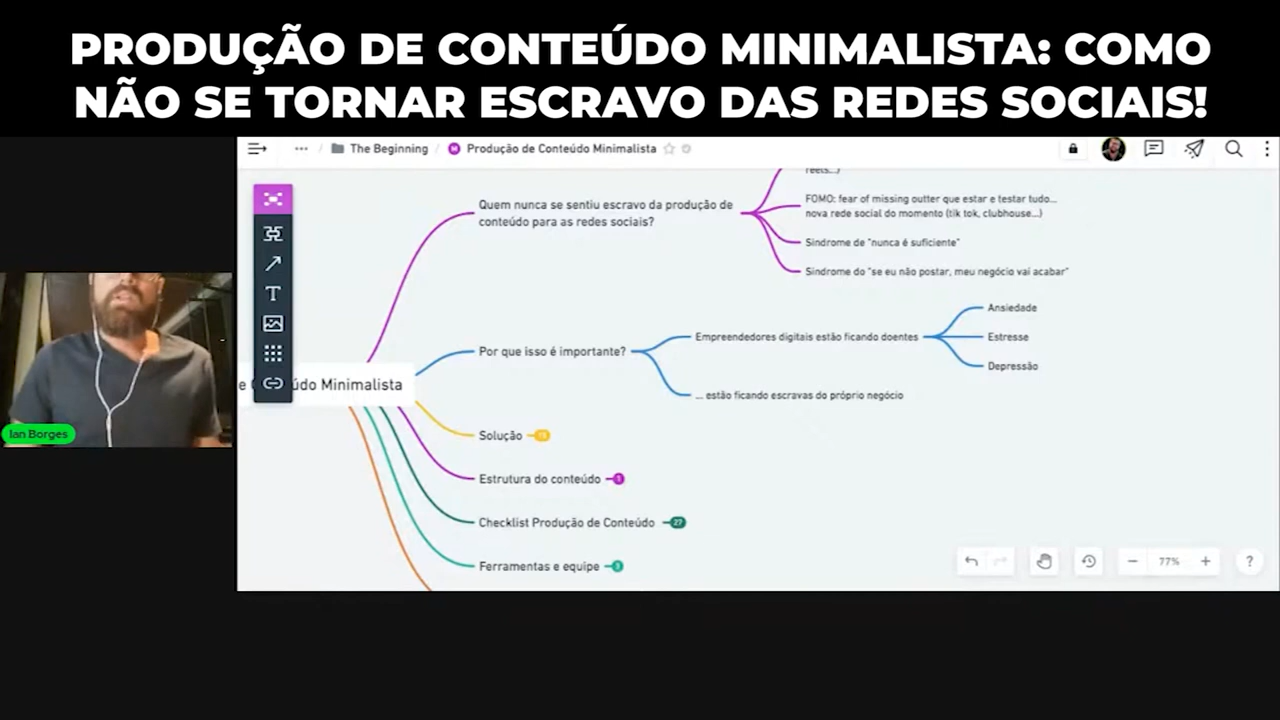 PRODUÇÃO DE CONTEÚDO MINIMALISTA: COMO
NÃO SE TORNAR ESCRAVO DAS REDES SOCIAIS!
... / The Beginning / M Produção de Conteúdo Minimalista
reels...)
Quem nunca se sentiu escravo da produção de
conteúdo para as redes sociais?
FOMO: fear of missing outter que estar e testar tudo...
nova rede social do momento (tik tok, clubhouse...)
Sindrome de "nunca é suficiente"
Sindrome do "se eu não postar, meu negócio vai acabar"
Por que isso é importante?
Empreendedores digitais estão ficando doentes
Ansiedade
Estresse
Depressão
... estão ficando escravas do próprio negócio
e C
údo Minimalista
Solução
Estrutura do conteúdo
Checklist Produção de Conteúdo 27
Ferramentas e equipe
T
Ian Borges
77%
?